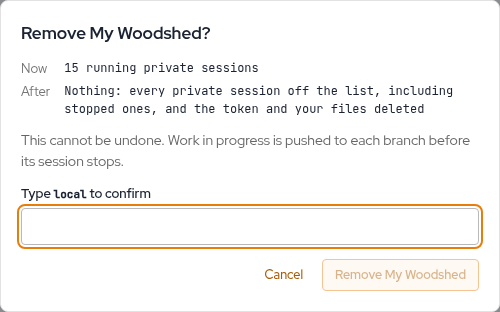 Remove My Woodshed?
Now 15 running private sessions
After Nothing: every private session off the list, including
stopped ones, and the token and your files deleted
This cannot be undone. Work in progress is pushed to each branch before
its session stops.
Type local to confirm
Cancel Remove My Woodshed